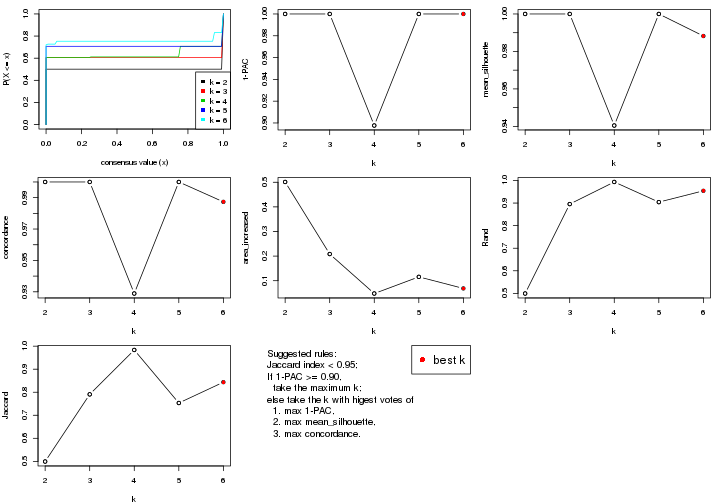 P(X <= x)
0.0 0.2 0.4 0.6 0.8 1.0
0.0 0.2 0.4 0.6 0.8 1.0
consensus value (x)
k = 2
k = 3
k = 4
k = 5
k = 6
1-PAC
0.90 0.92 0.94 0.96 0.98 1.00
2 3 4 5 6
k
mean_silhouette
0.94 0.96 0.98 1.00
2 3 4 5 6
k
concordance
0.93 0.95 0.97 0.99
2 3 4 5 6
k
area_increased
0.1 0.2 0.3 0.4 0.5
2 3 4 5 6
k
Rand
0.5 0.6 0.7 0.8 0.9 1.0
2 3 4 5 6
k
Jaccard
0.5 0.6 0.7 0.8 0.9 1.0
2 3 4 5 6
k
Suggested rules:
Jaccard index < 0.95;
If 1-PAC >= 0.90,
take the maximum k;
else take the k with higest votes of
1. max 1-PAC,
2. max mean_silhouette,
3. max concordance.
best k